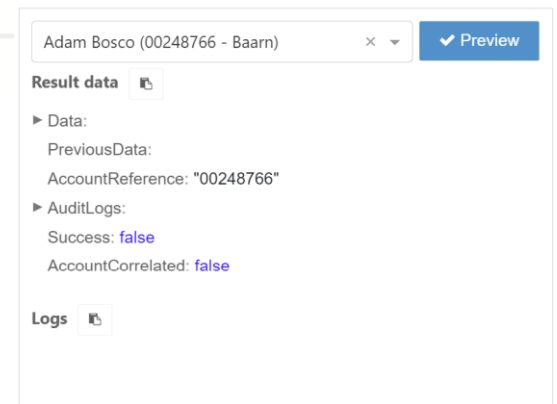 Adam Bosco (00248766 - Baarn) × Preview
Result data
Data:
PreviousData:
AccountReference: "00248766"
AuditLogs:
Success: false
AccountCorrelated: false
Logs